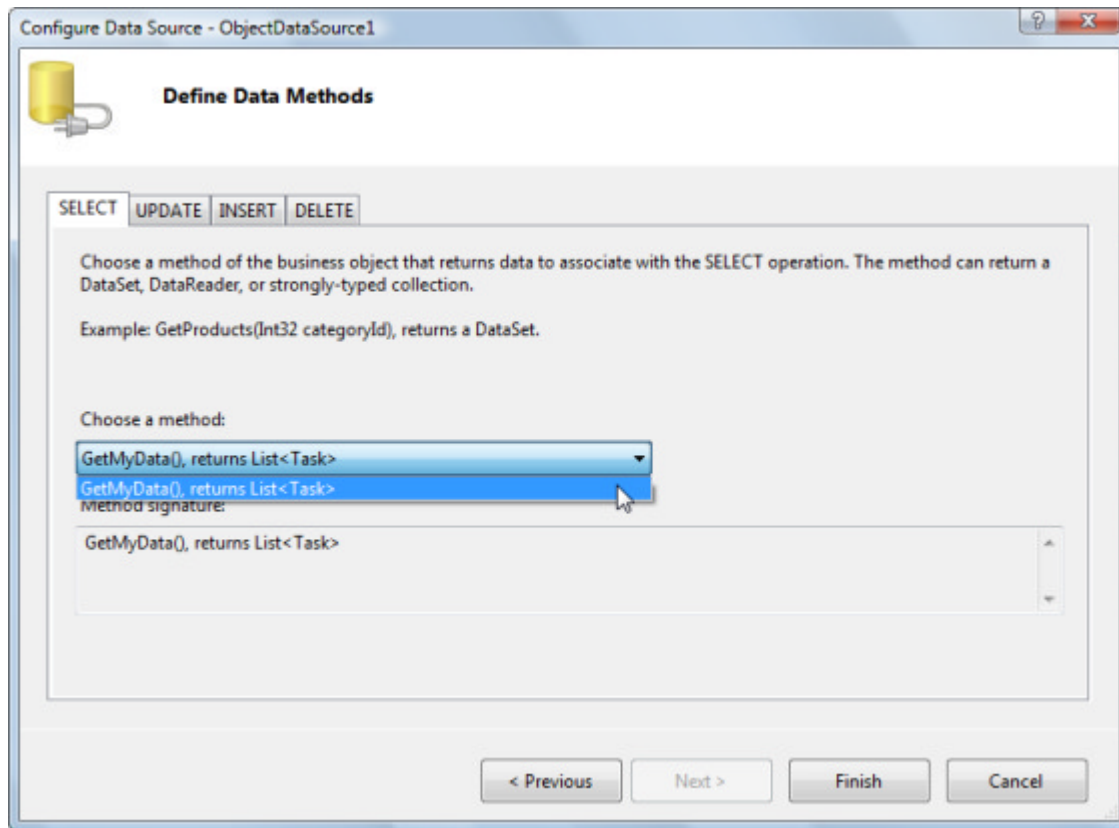 Configure Data Source - ObjectDataSource1
Define Data Methods
SELECT UPDATE INSERT DELETE
Choose a method of the business object that returns data to associate with the SELECT operation. The method can return a
DataSet, DataReader, or strongly-typed collection.
Example: GetProducts(Int32 categoryId), returns a DataSet.
Choose a method:
GetMyData(), returns List<Task>
GetMyData(), returns List<Task>
Method signature:
GetMyData(), returns List<Task>
< Previous Next > Finish Cancel